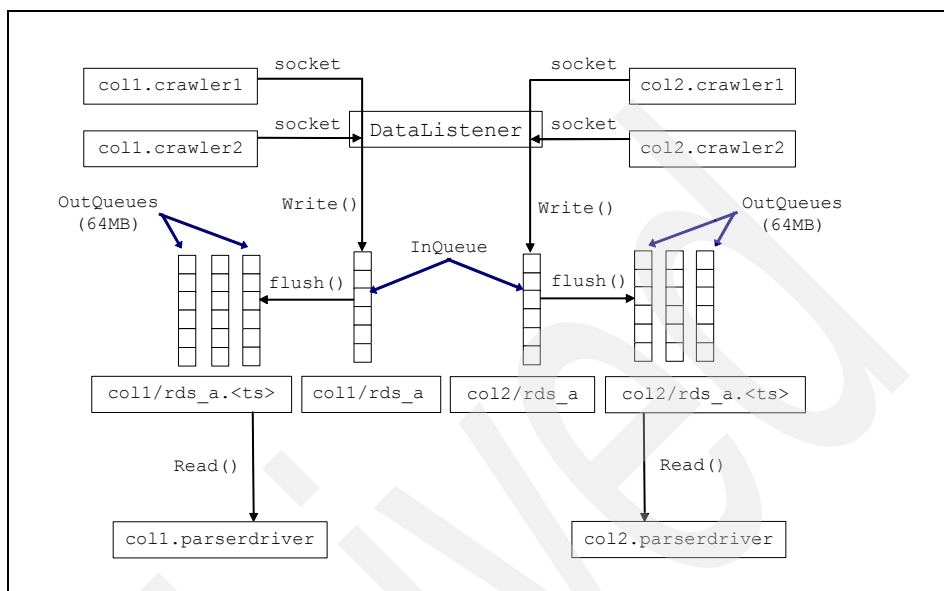 socket
socket
col1.crawler1
col2.crawler1
socket
DataListener
socket
col1.crawler2
col2.crawler2
OutQueues
(64MB)
Write()
Write()
OutQueues
(64MB)
InQueue
flush()
flush()
col1/rds_a.<ts>
col1/rds_a
col2/rds_a
col2/rds_a.<ts>
Read()
Read()
col1.parserdriver
col2.parserdriver